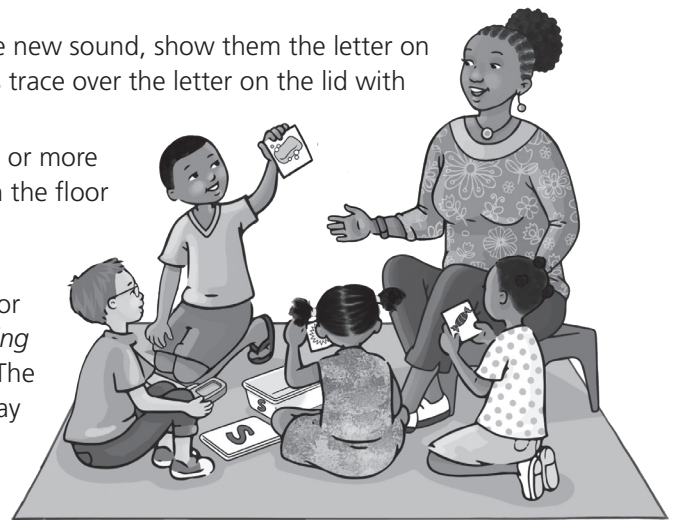 e new sound, show them the letter on
s trace over the letter on the lid with
or more
n the floor
or
ing
The
ay
s
S